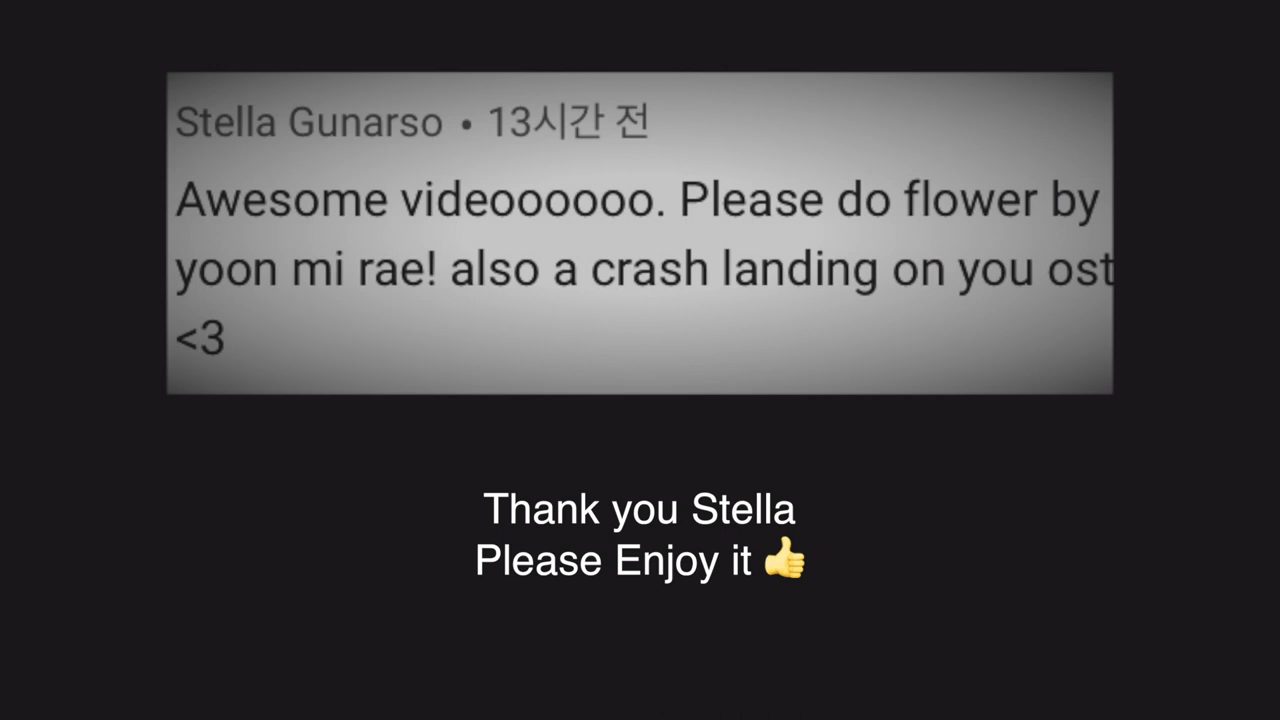 Stella Gunarso • 13시간 전
Awesome videoooooo. Please do flower by
yoon mi rae! also a crash landing on you ost
<3
Thank you Stella
Please Enjoy it 👍